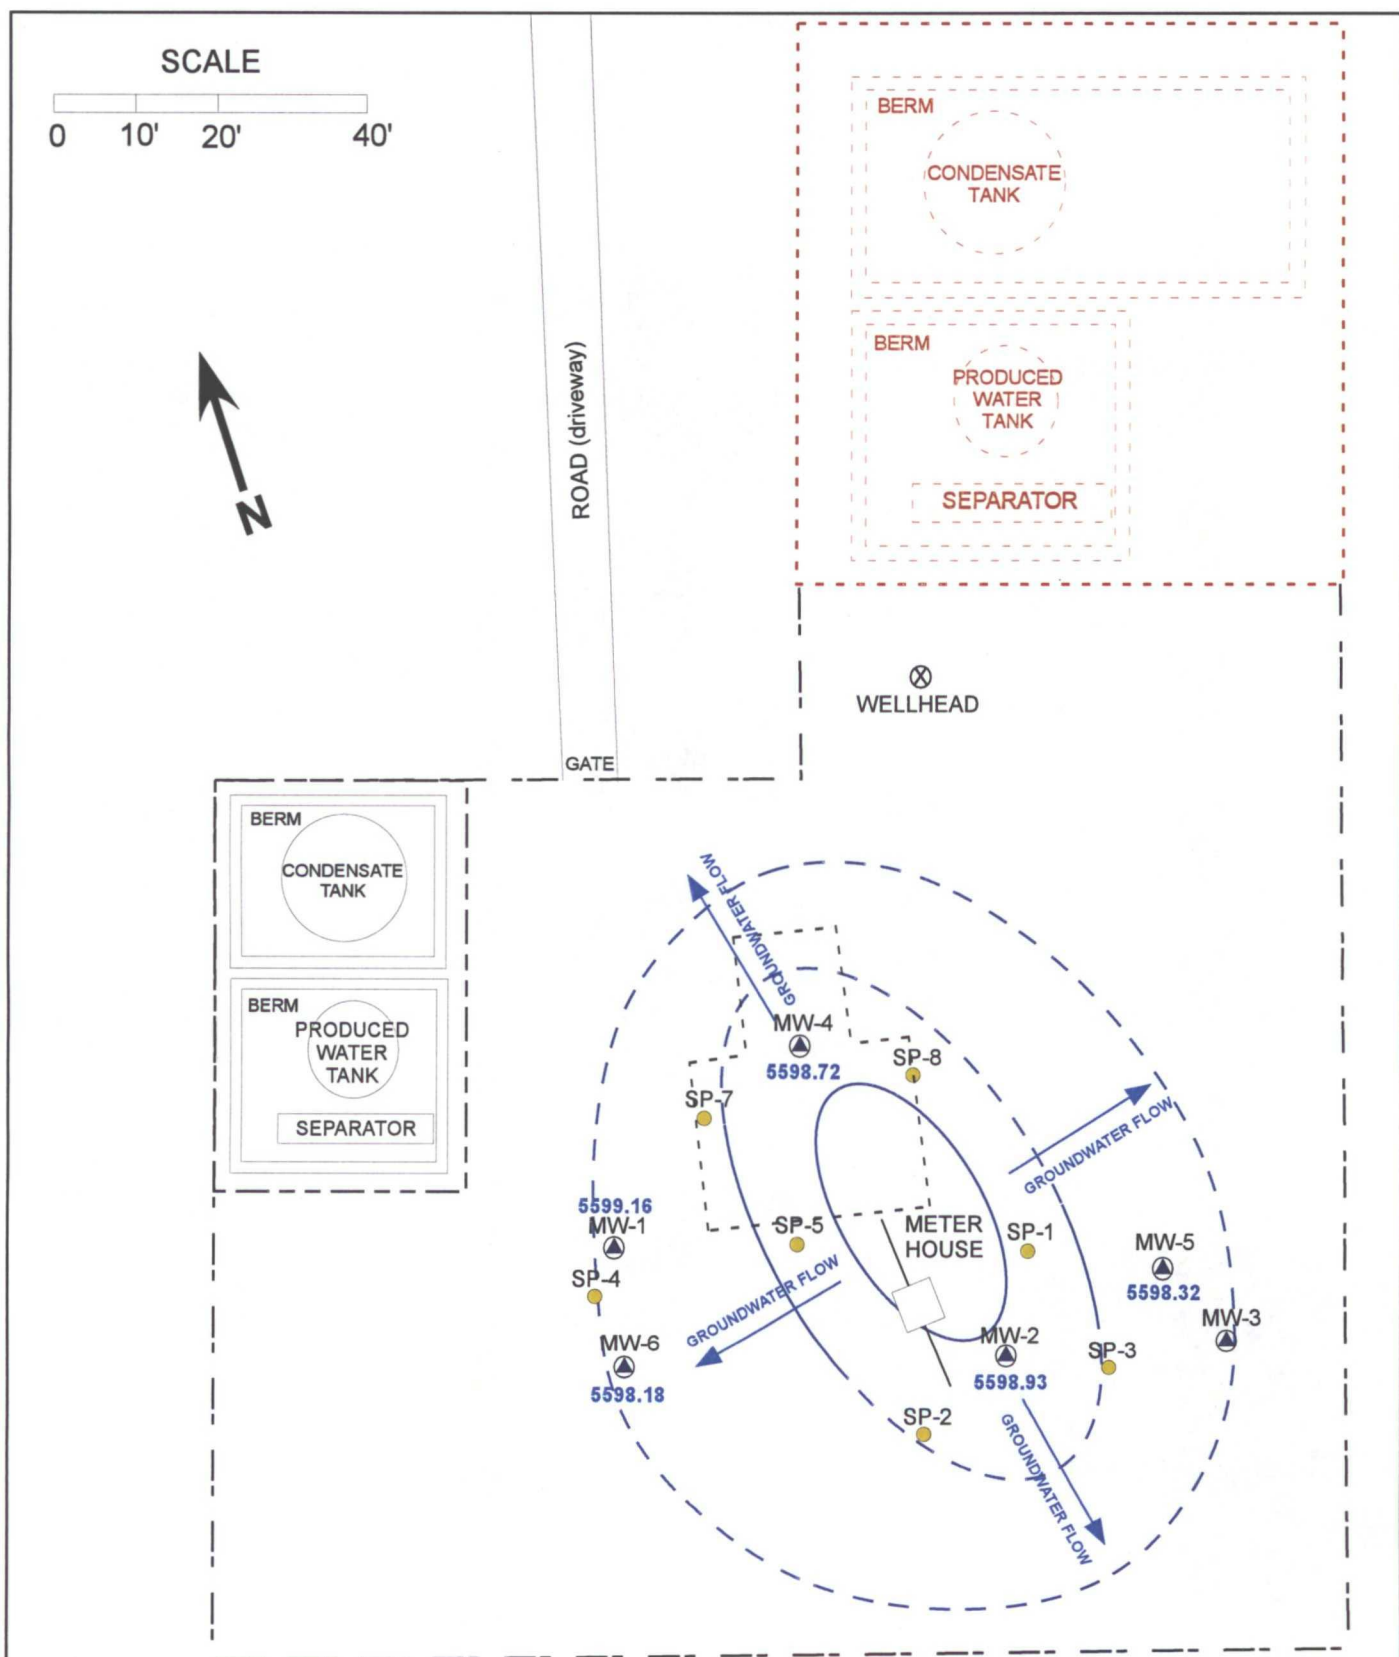 SCALE
0 10' 20' 40'
BERM
CONDENSATE
TANK
BERM
PRODUCED
WATER
TANK
SEPARATOR
N
ROAD (driveway)
WELLHEAD
GATE
BERM
CONDENSATE
TANK
BERM
PRODUCED
WATER
TANK
SEPARATOR
GROUNDWATER FLOW
GROUNDWATER FLOW
MW-4
5598.72
SP-8
SP-7
GROUNDWATER FLOW
5599.16
MW-1
SP-5
METER
HOUSE
SP-1
MW-5
5598.32
SP-4
GROUNDWATER FLOW
MW-3
MW-6
5598.18
MW-2
5598.93
SP-3
SP-2
GROUNDWATER FLOW